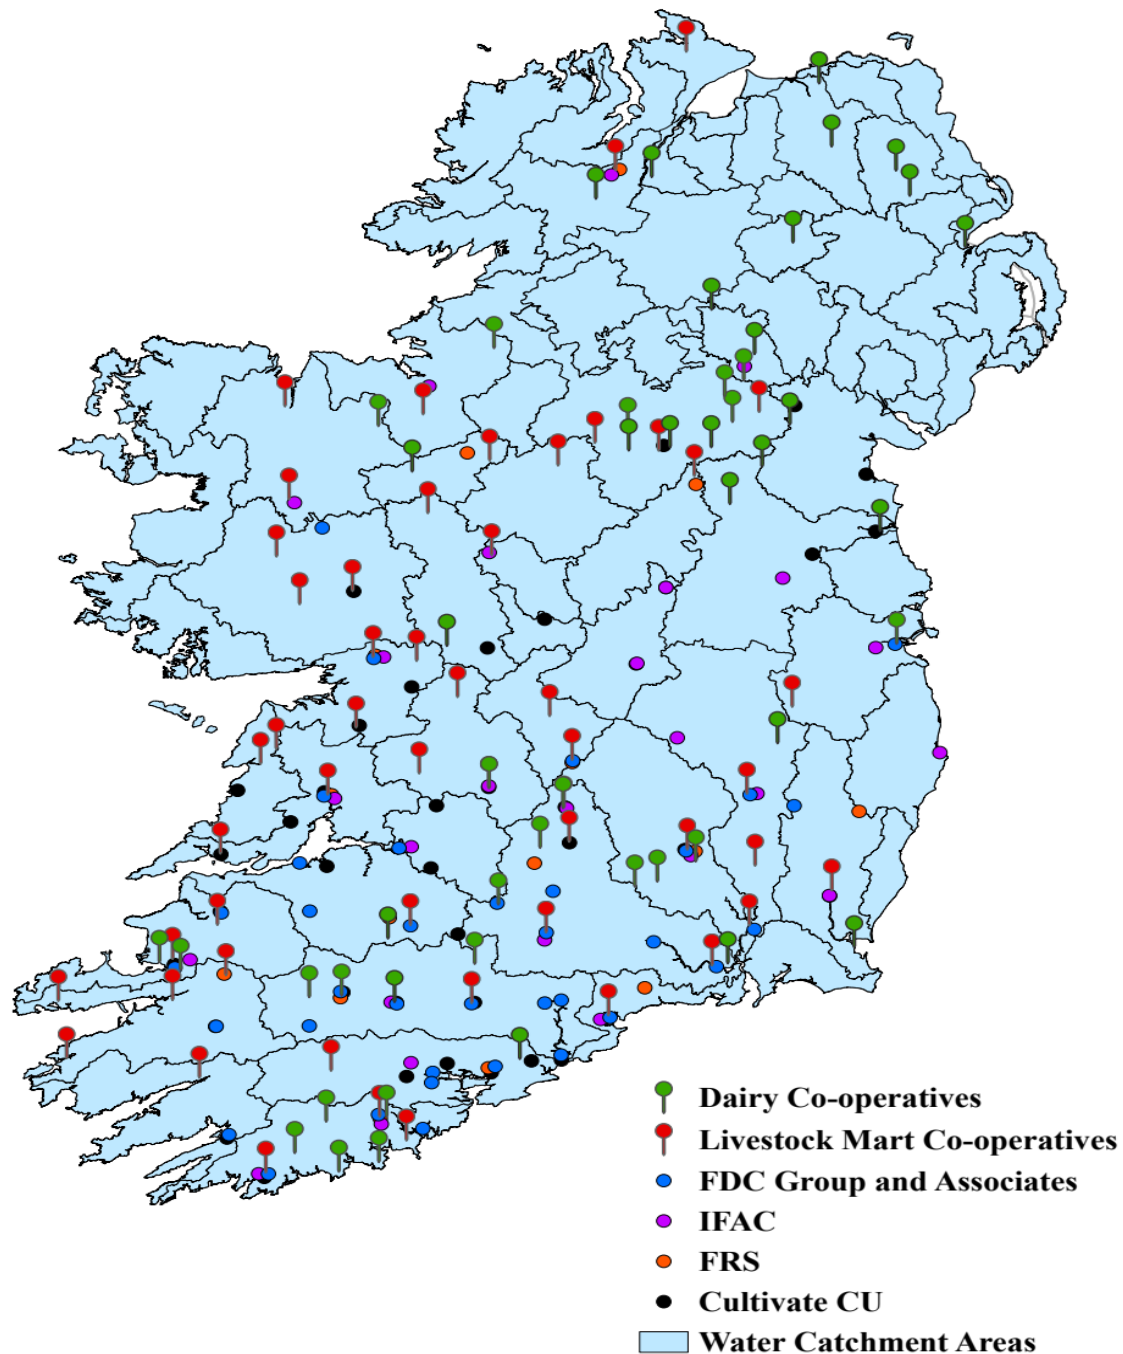 Dairy Co-operatives
Livestock Mart Co-operatives
FDC Group and Associates
IFAC
FRS
Cultivate CU
Water Catchment Areas